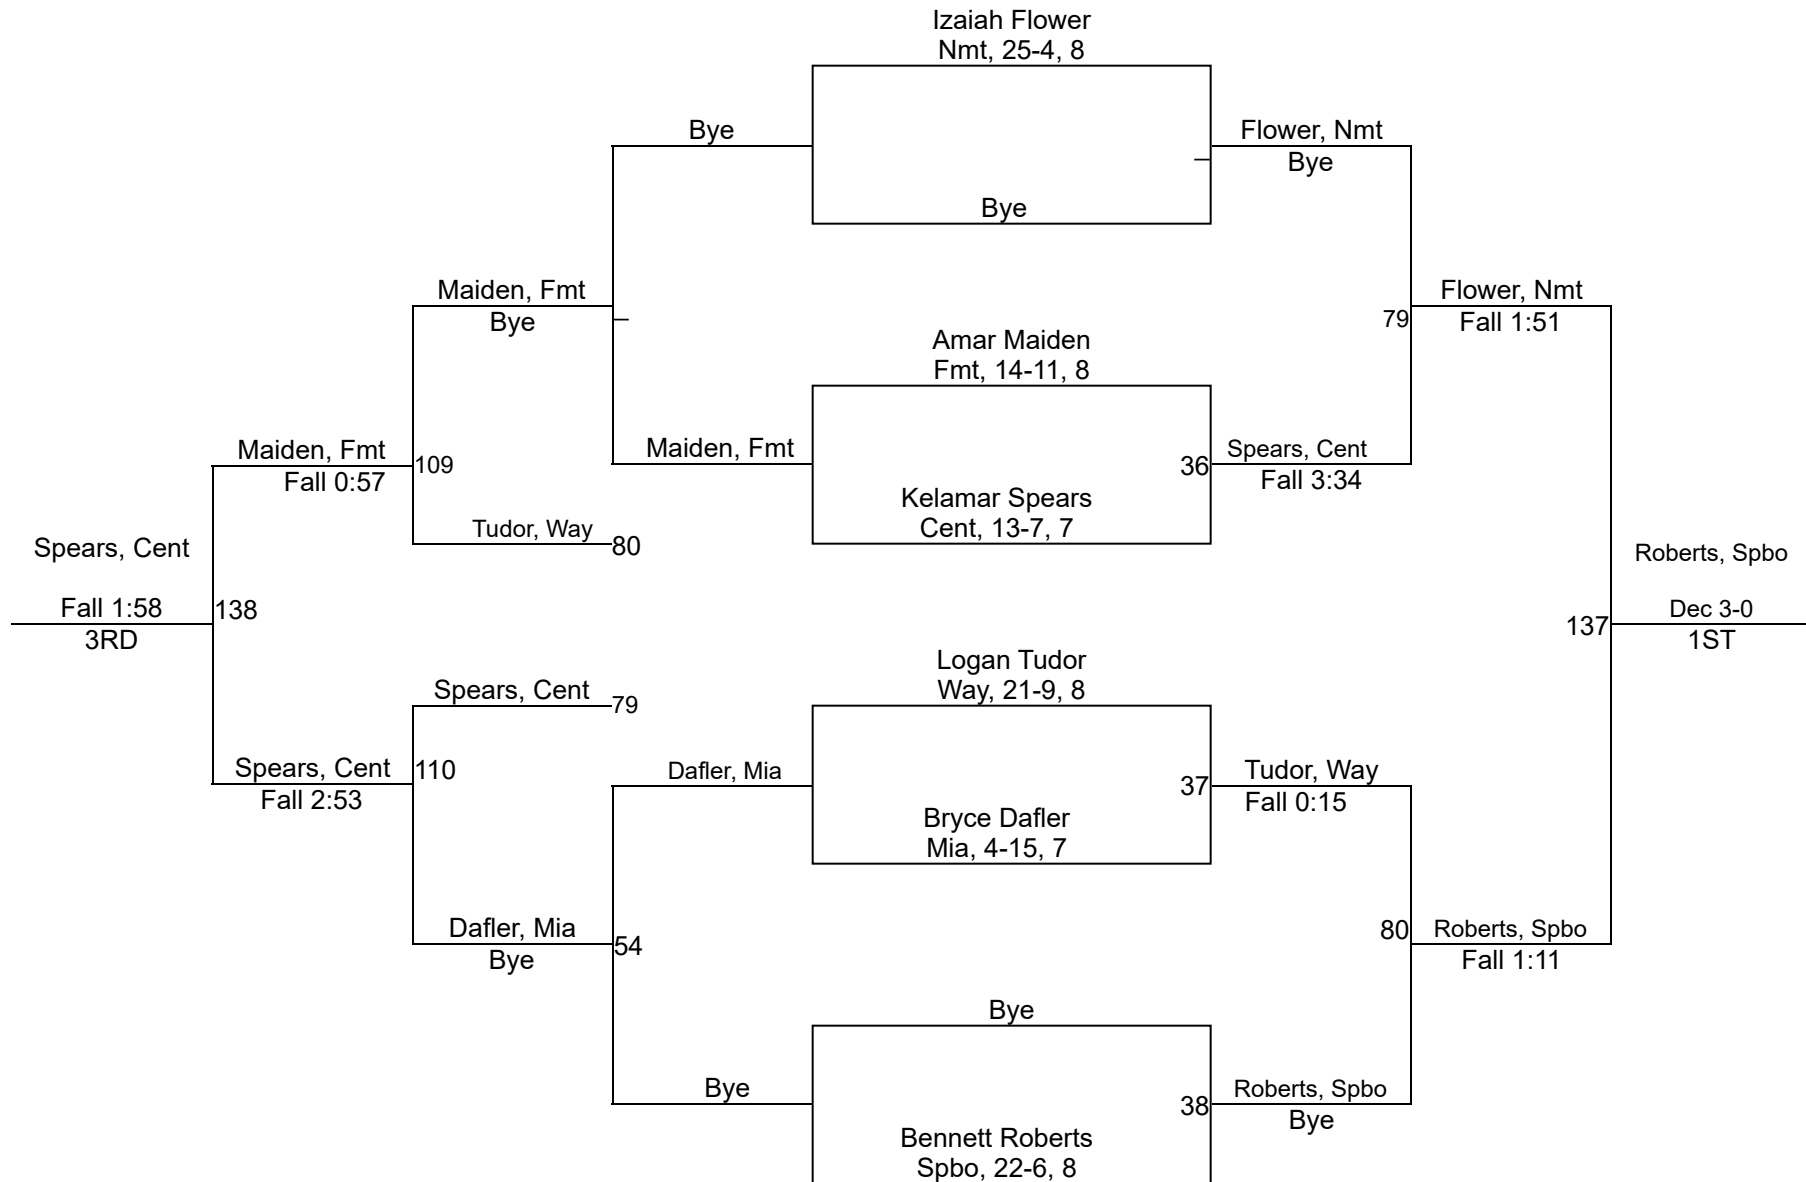 Izaiah Flower
Nmt, 25-4, 8
Bye
Flower, Nmt
Bye
Bye
Maiden, Fmt
Bye
Flower, Nmt
79
Fall 1:51
Amar Maiden
Fmt, 14-11, 8
Maiden, Fmt
Fall 0:57
109
Maiden, Fmt
36
Spears, Cent
Fall 3:34
Kelamar Spears
Cent, 13-7, 7
Tudor, Way
80
Spears, Cent
Fall 1:58
3RD
138
Roberts, Spbo
137
Dec 3-0
1ST
Logan Tudor
Way, 21-9, 8
Spears, Cent
79
Spears, Cent
Fall 2:53
110
Dafler, Mia
37
Tudor, Way
Fall 0:15
Bryce Dafler
Mia, 4-15, 7
Dafler, Mia
Bye
54
80
Roberts, Spbo
Fall 1:11
Bye
Bye
38
Roberts, Spbo
Bye
Bennett Roberts
Spbo, 22-6, 8